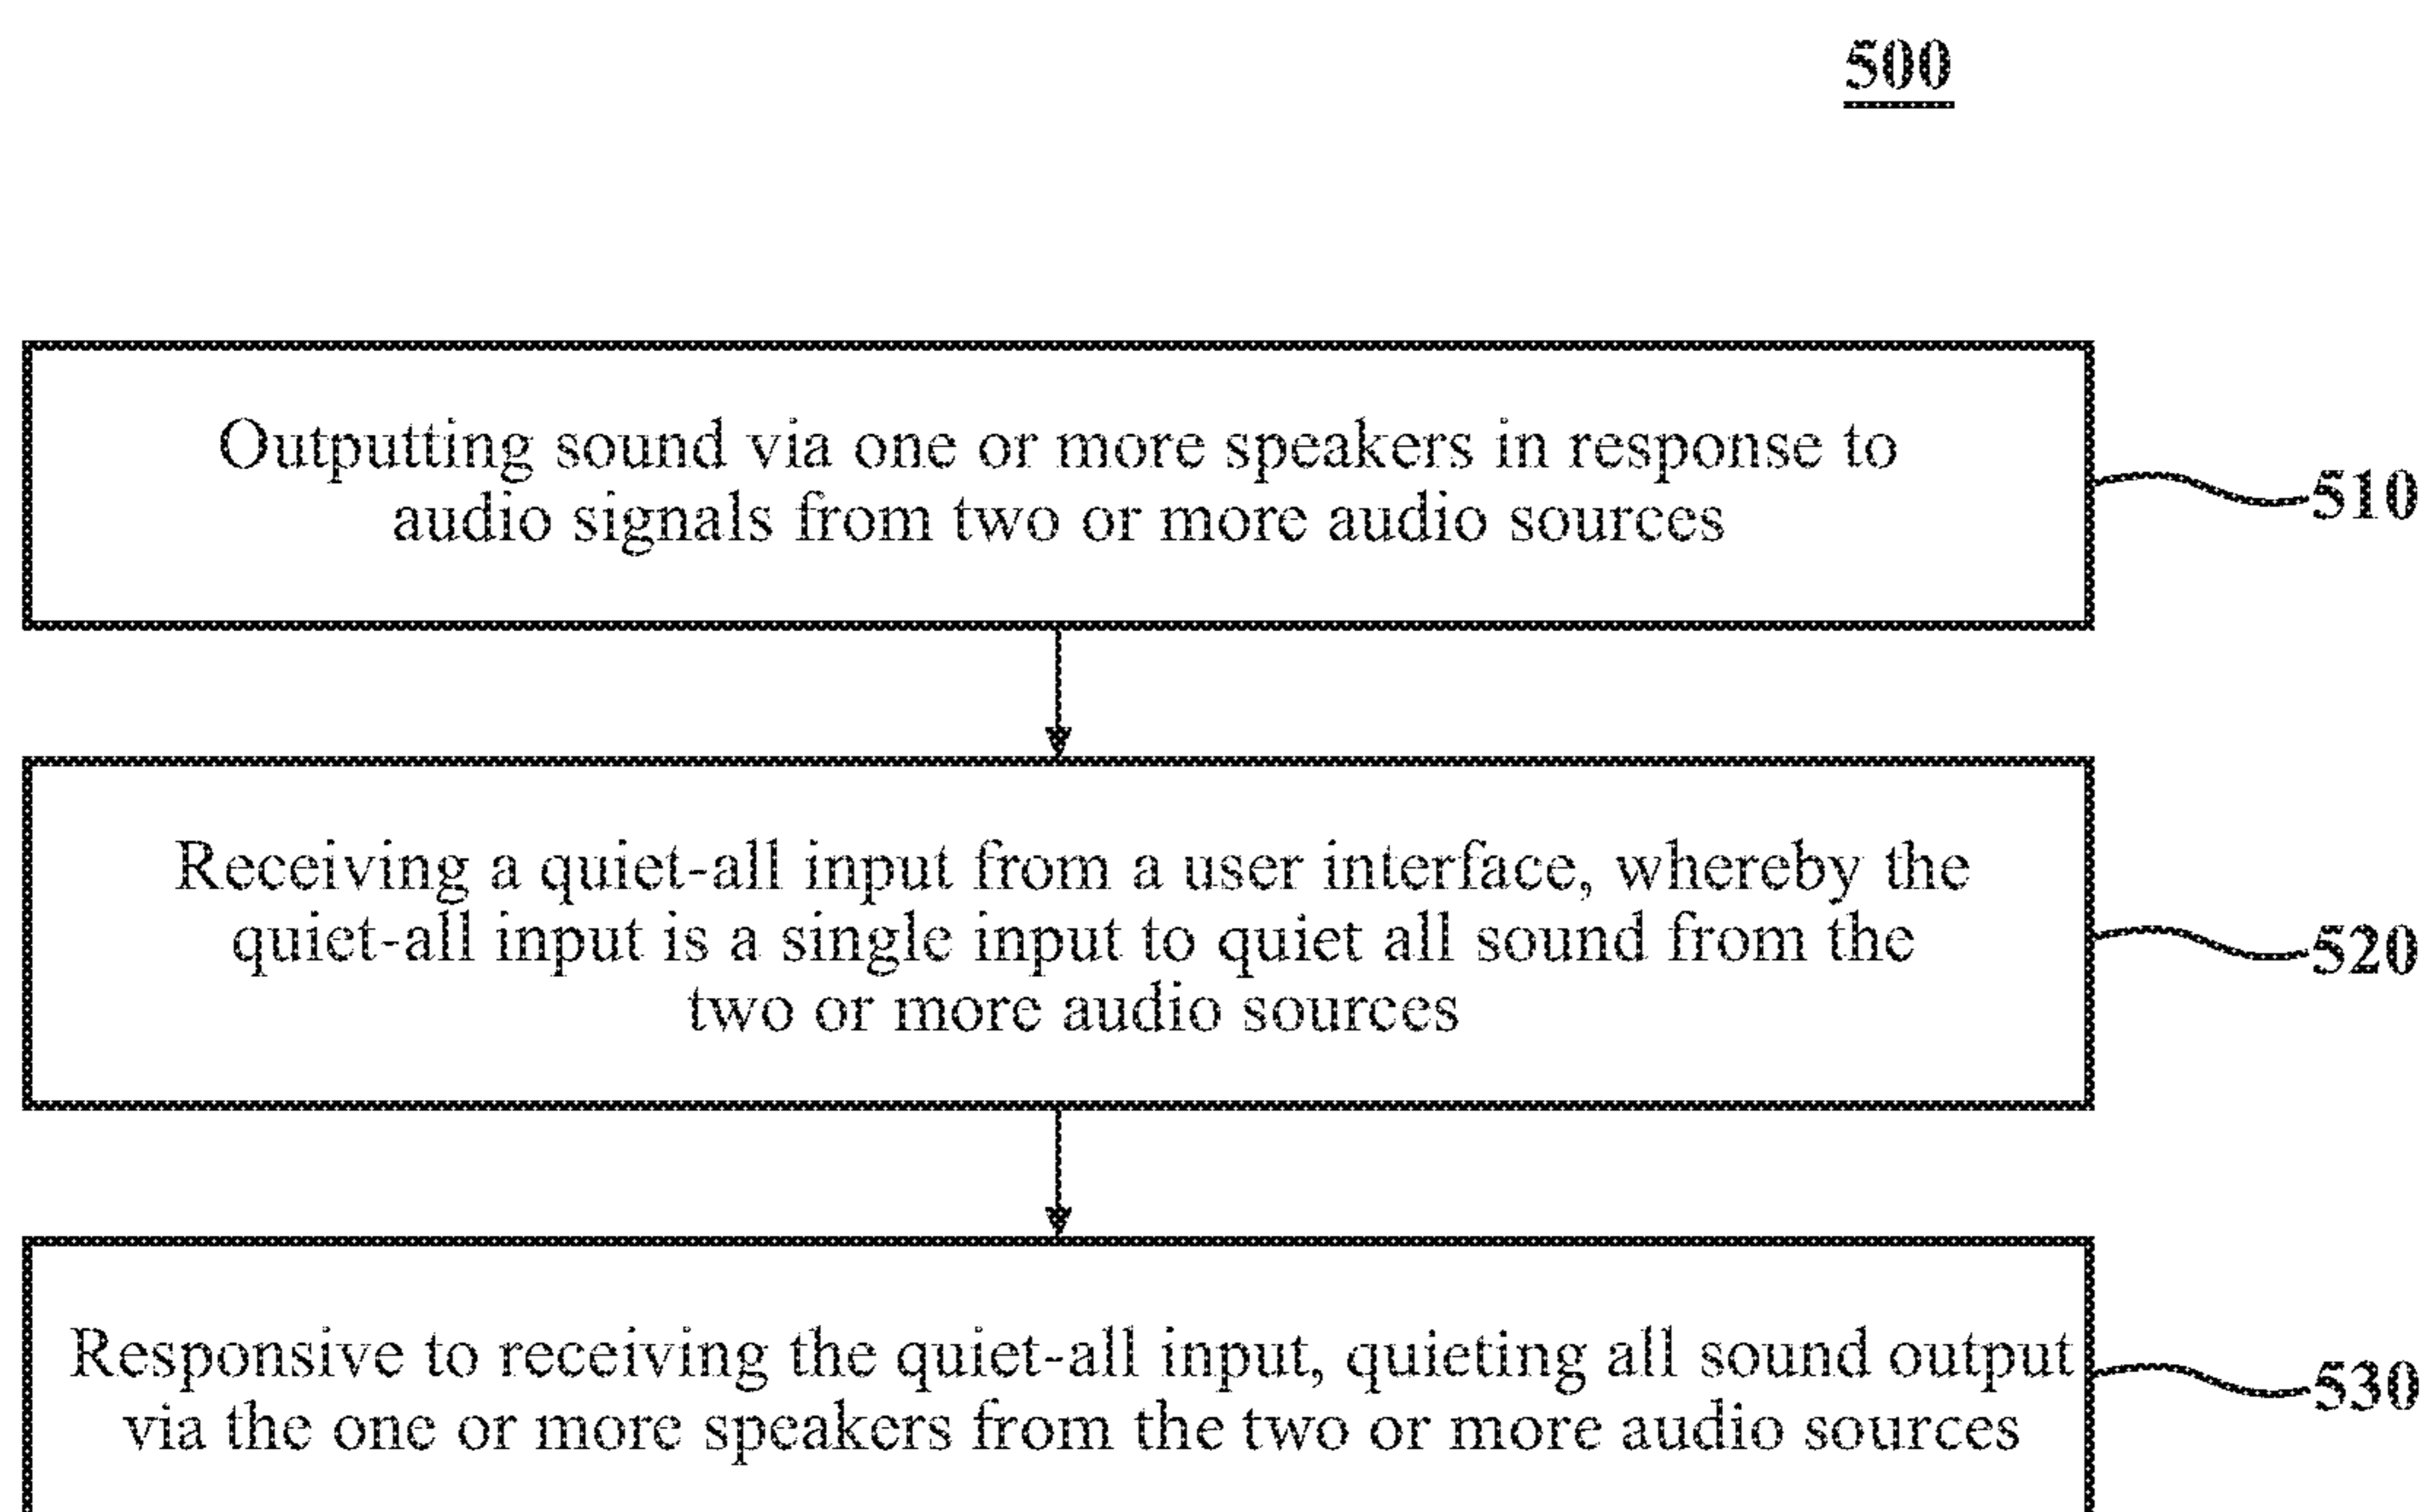 500
Outputting sound via one or more speakers in response to
audio signals from two or more audio sources
510
Receiving a quiet-all input from a user interface, whereby the
quiet-all input is a single input to quiet all sound from the
two or more audio sources
520
Responsive to receiving the quiet-all input, quieting all sound output
via the one or more speakers from the two or more audio sources
530